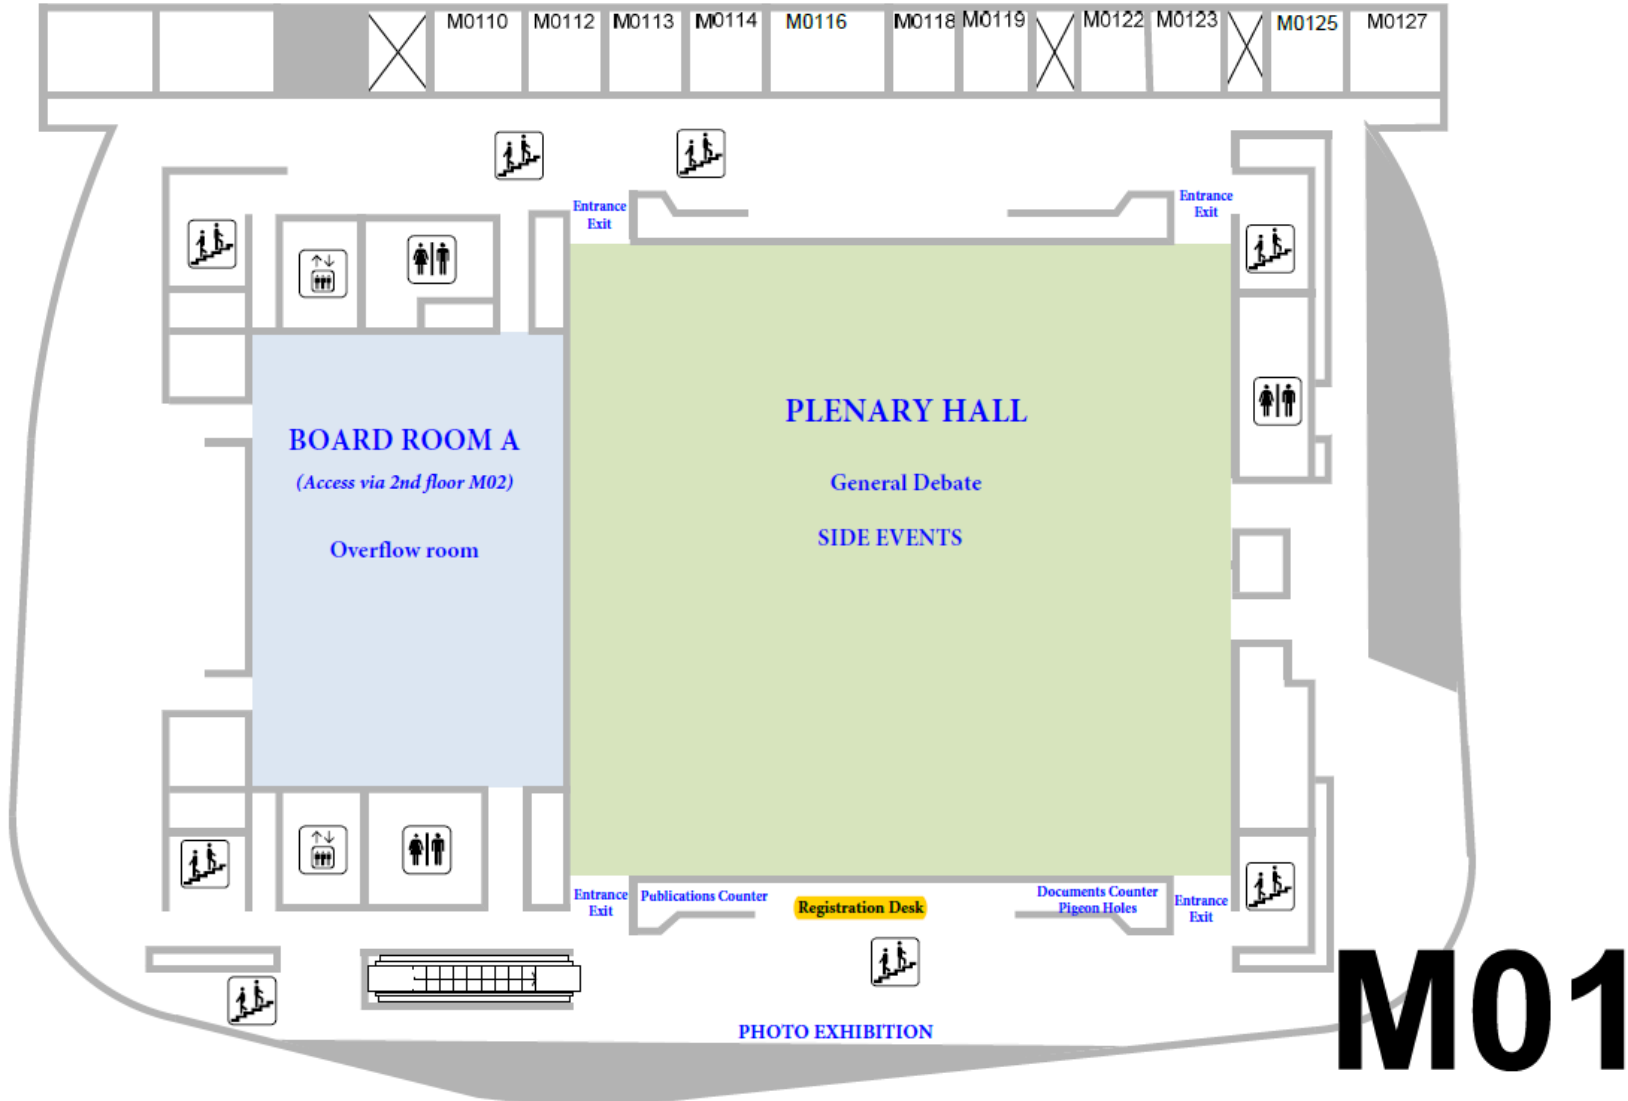 M0110 M0112 M0113 M0114 M0116 M0118 M0119 M0122 M0123 M0125 M0127
Entrance
Exit
Entrance
Exit
PLENARY HALL
General Debate
SIDE EVENTS
BOARD ROOM A
(Access via 2nd floor M02)
Overflow room
Entrance
Exit
Publications Counter
Registration Desk
Documents Counter
Pigeon Holes
Entrance
Exit
PHOTO EXHIBITION
M01